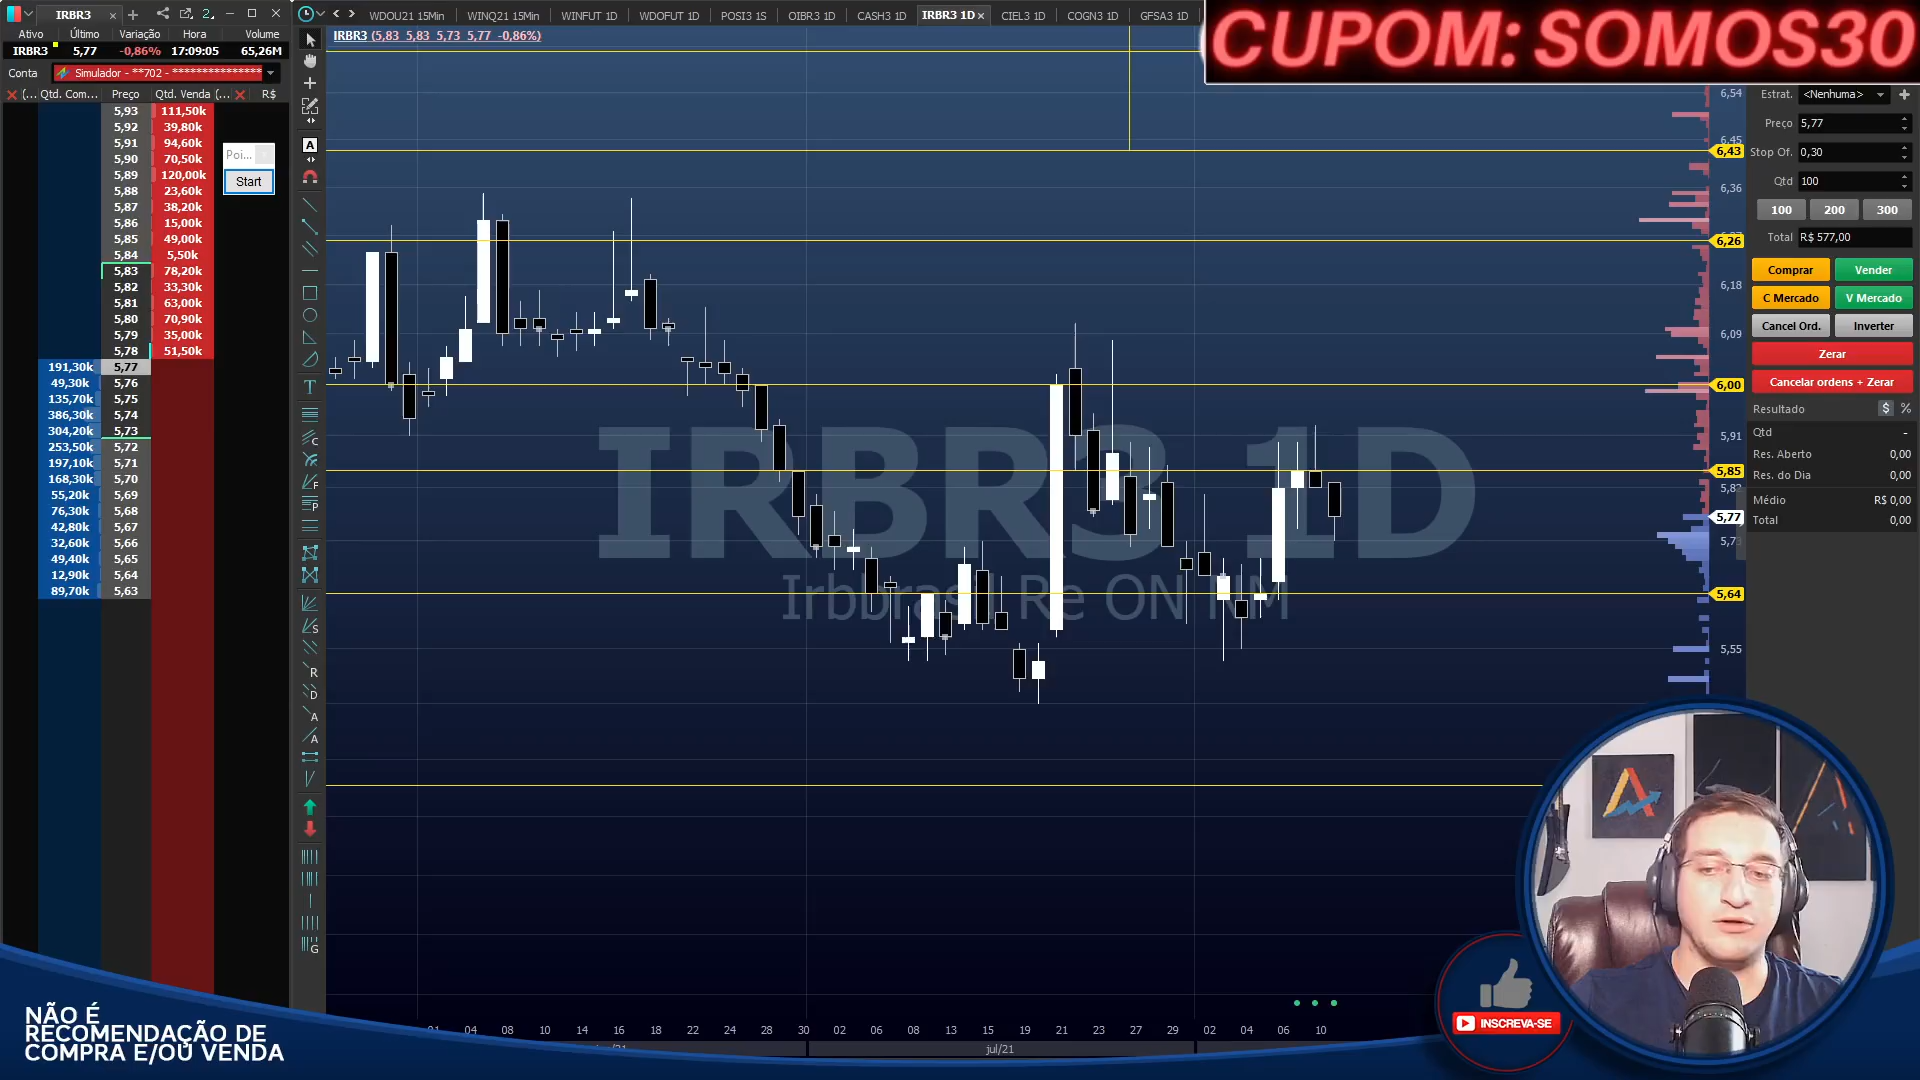 IRBR3
Ativo Último Variação Hora Volume
IRBR3 5,77 -0,86% 17:09:05 65,26M
Conta Simulador - **702 - ***************
(... Qtd. Com... Preço Qtd. Venda (... R$
5,93 111,50k
5,92 39,80k
5,91 94,60k
5,90 70,50k
5,89 120,00k
5,88 23,60k
5,87 38,20k
5,86 15,00k
5,85 49,00k
5,84 5,50k
5,83 78,20k
5,82 33,30k
5,81 63,00k
5,80 70,90k
5,79 35,00k
5,78 51,50k
191,30k 5,77
49,30k 5,76
135,70k 5,75
386,30k 5,74
304,20k 5,73
253,50k 5,72
197,10k 5,71
168,30k 5,70
55,20k 5,69
76,30k 5,68
42,80k 5,67
32,60k 5,66
49,40k 5,65
12,90k 5,64
89,70k 5,63
Poi...
Start
WDOU21 15Min WINQ21 15Min WINFUT 1D WDOFUT 1D POSI3 1S OIBR3 1D CASH3 1D IRBR3 1D CIEL3 1D COGN3 1D GFSA3 1D
IRBR3 (5,83 5,83 5,73 5,77 -0,86%)
CUPOM: SOMOS30
IRBR3 1D
Irbbrasil Re ON NM
6,54
6,45
6,43
6,36
6,26
6,18
6,09
6,00
5,91
5,85
5,82
5,77
5,73
5,64
5,55
Estrat. <Nenhuma>
Preço 5,77
Stop Of. 0,30
Qtd 100
100 200 300
Total R$ 577,00
Comprar Vender
C Mercado V Mercado
Cancel Ord. Inverter
Zerar
Cancelar ordens + Zerar
Resultado $ %
Qtd -
Res. Aberto 0,00
Res. do Dia 0,00
Médio R$ 0,00
Total 0,00
04 08 10 14 16 18 22 24 28 30 02 06 08 13 15 19 21 23 27 29 02 04 06 10
jul/21
INSCREVA-SE
NÃO É
RECOMENDAÇÃO DE
COMPRA E/OU VENDA